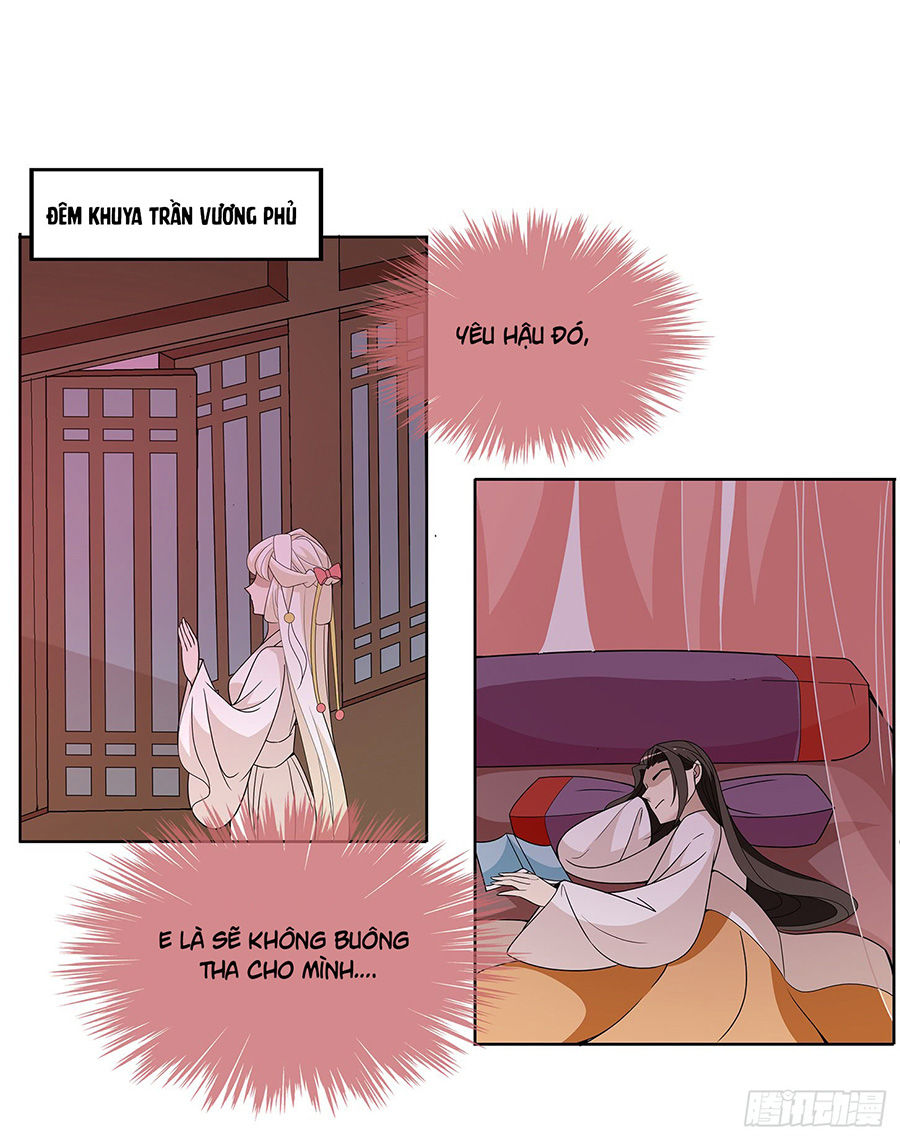 ĐÊM KHUYA TRẦN VƯƠNG PHỦ
YÊU HẬU ĐÓ,
E LÀ SẼ KHÔNG BUÔNG
THA CHO MÌNH....
腾讯动漫